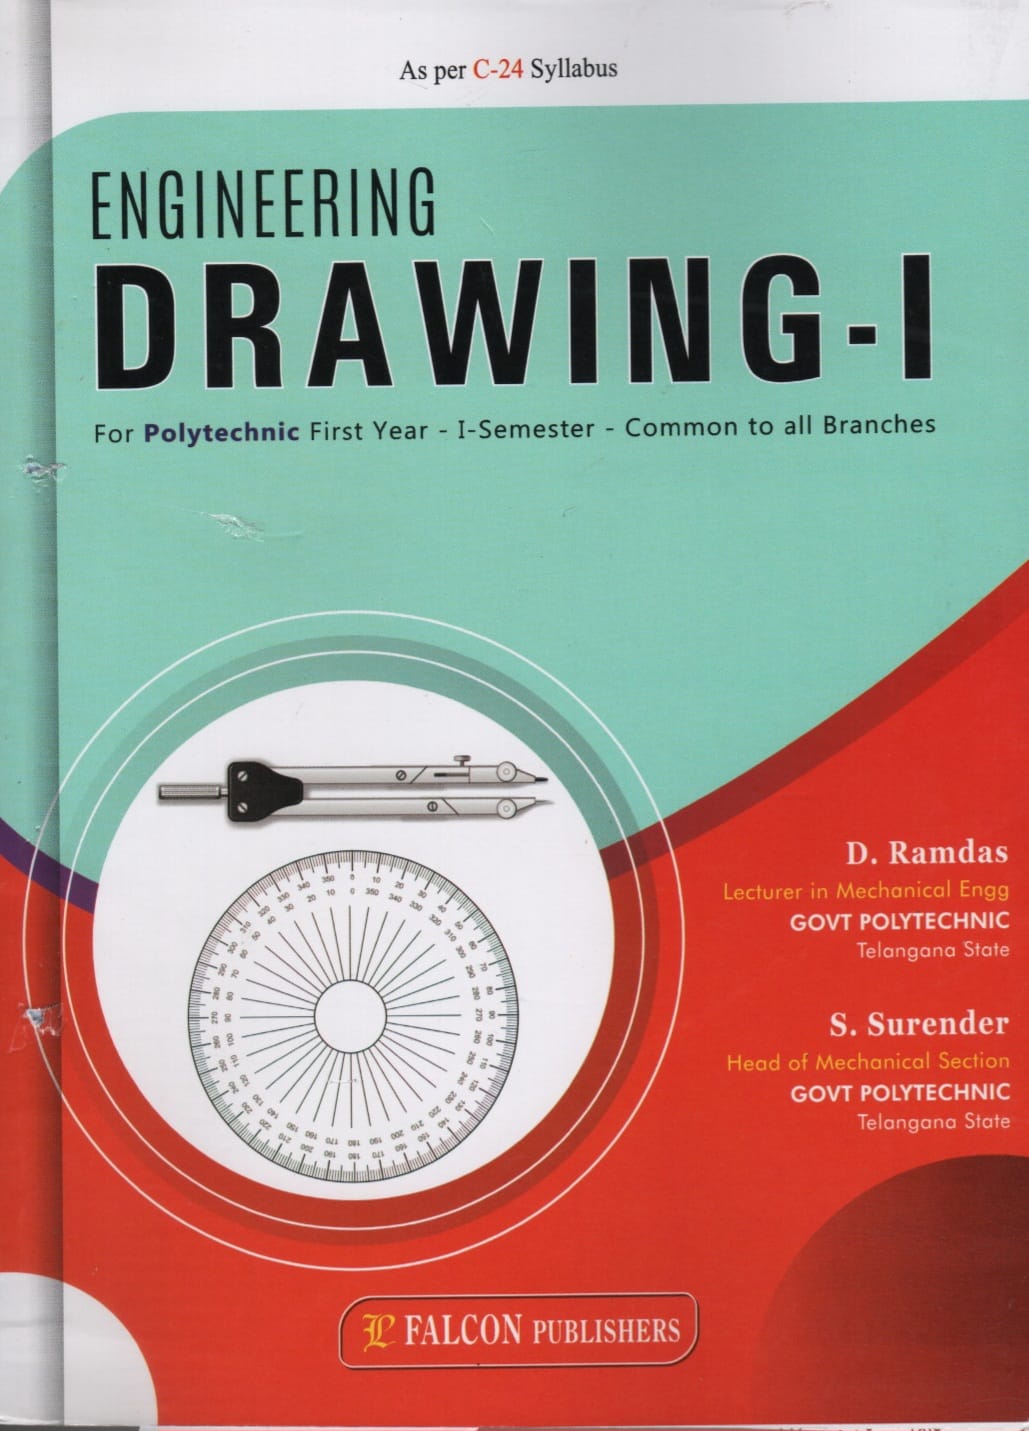 As per C-24 Syllabus
ENGINEERING
DRAWING-I
For Polytechnic First Year - I-Semester - Common to all Branches
D. Ramdas
Lecturer in Mechanical Engg
GOVT POLYTECHNIC
Telangana State
S. Surender
Head of Mechanical Section
GOVT POLYTECHNIC
Telangana State
FALCON PUBLISHERS